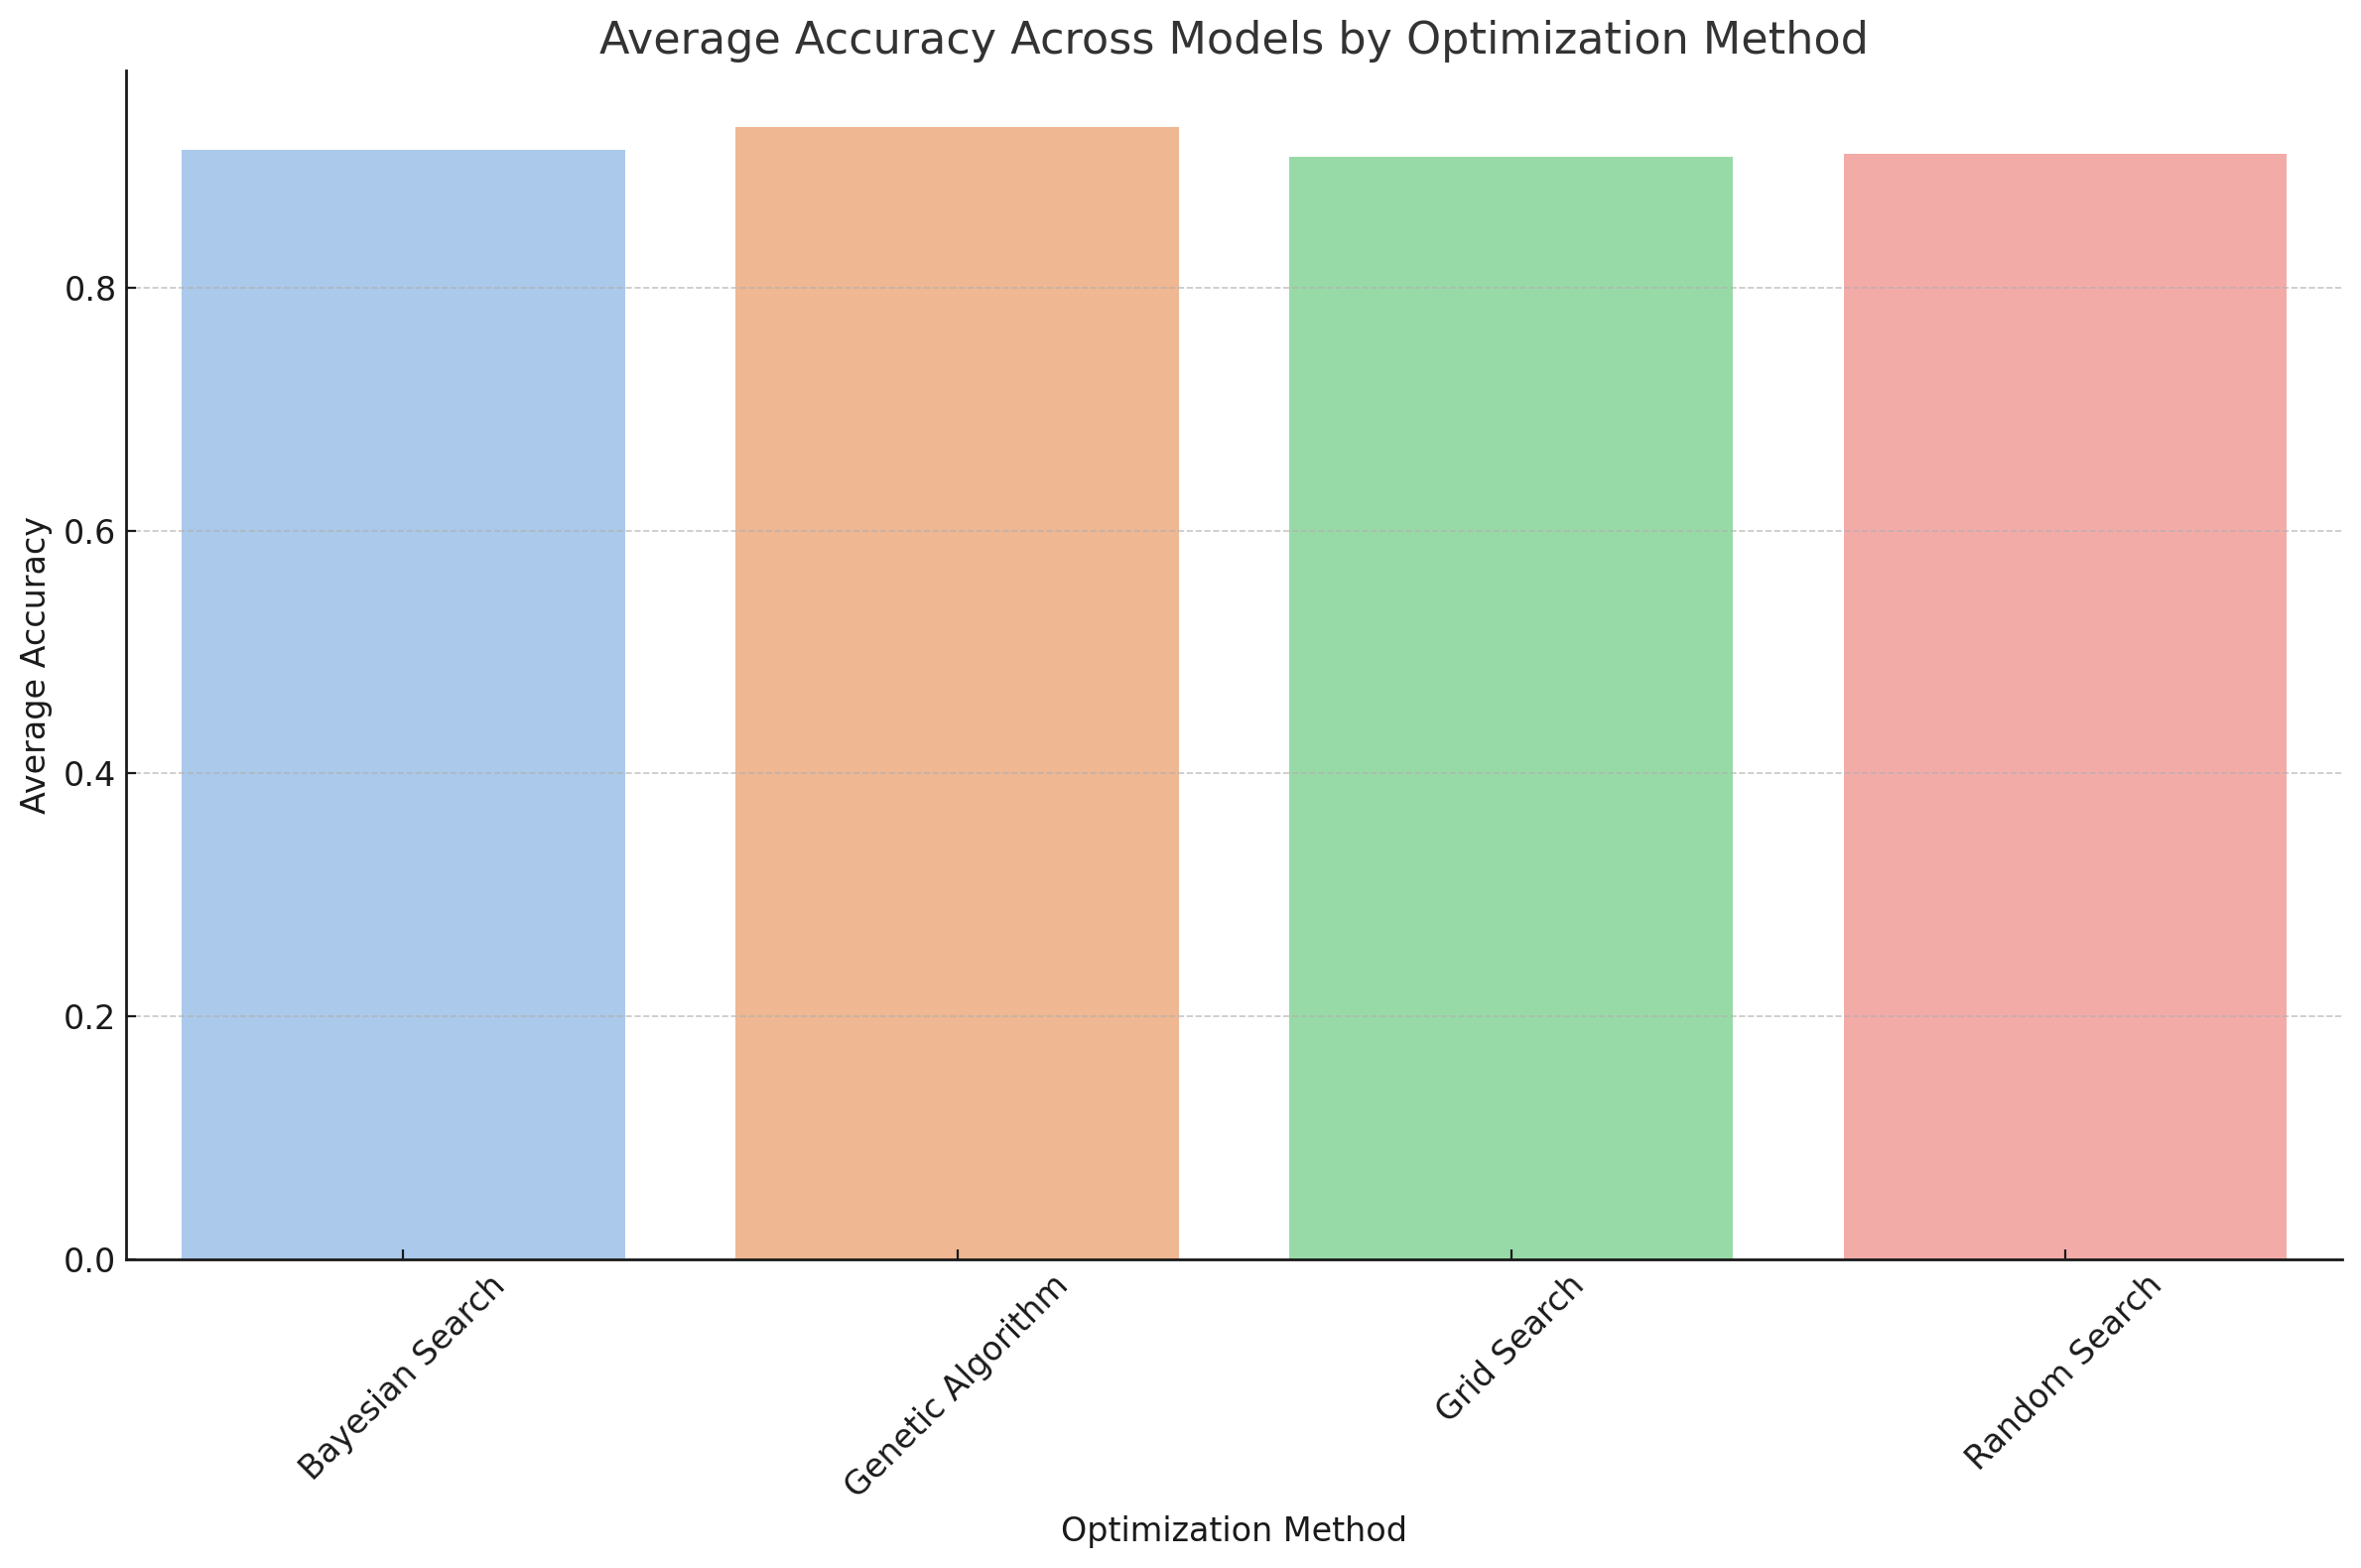 Average Accuracy Across Models by Optimization Method
Average Accuracy
0.8
0.6
0.4
0.2
0.0
Bayesian Search
Genetic Algorithm
Grid Search
Random Search
Optimization Method